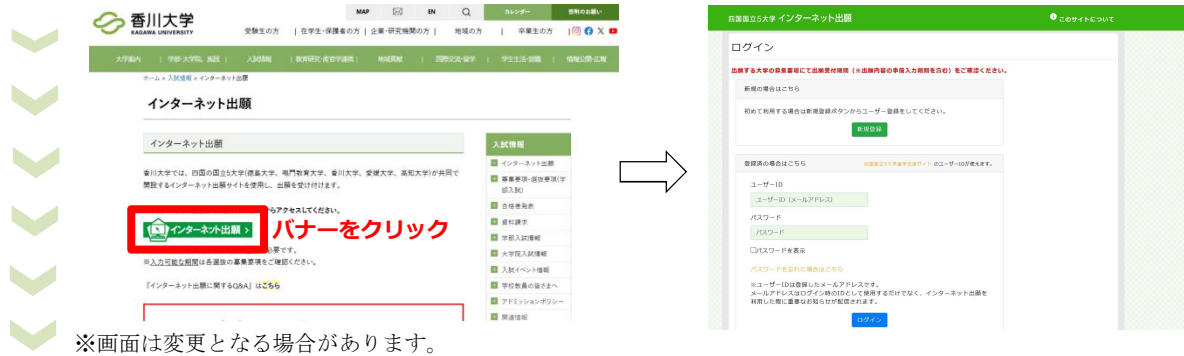 香川大学
KAGAWA UNIVERSITY
MAP
EN
カレンダー
寄附のお願い
受験生の方 | 在学生・保護者の方 | 企業・研究機関の方 | 地域の方 | 卒業生の方
大学案内 | 学部・大学院、施設 | 入試情報 | 教育研究・産官学連携 | 地域貢献 | 国際交流・留学 | 学生生活・就職 | 情報公開・広報
ホーム » 入試情報 » インターネット出願
インターネット出願
インターネット出願
香川大学では、四国の国立5大学(徳島大学、鳴門教育大学、香川大学、愛媛大学、高知大学)が共同で
開設するインターネット出願サイトを使用し、出願を受け付けます。
からアクセスしてください。
インターネット出願 >
バナーをクリック
必要です。
※入力可能な期間は各選抜の募集要項をご確認ください。
『インターネット出願に関するQ&A』はこちら
入試情報
インターネット出願
募集要項・選抜要項(学
部入試)
合格者発表
資料請求
学部入試情報
大学院入試情報
入試イベント情報
学校教員の皆さまへ
アドミッションポリシー
関連情報
※画面は変更となる場合があります。
四国国立5大学 インターネット出願
このサイトについて
ログイン
出願する大学の募集要項にて出願受付期間(※出願内容の事前入力期間を含む)をご確認ください。
新規の場合はこちら
初めて利用する場合は新規登録ボタンからユーザー登録をしてください。
新規登録
登録済の場合はこちら
四国国立5大学進学支援サイト のユーザーIDが使えます。
ユーザーID
ユーザーID(メールアドレス)
パスワード
パスワード
パスワードを表示
パスワードを忘れた場合はこちら
※ユーザーIDは登録したメールアドレスです。
メールアドレスはログイン時のIDとして使用するだけでなく、インターネット出願を
利用した際に重要なお知らせが配信されます。
ログイン